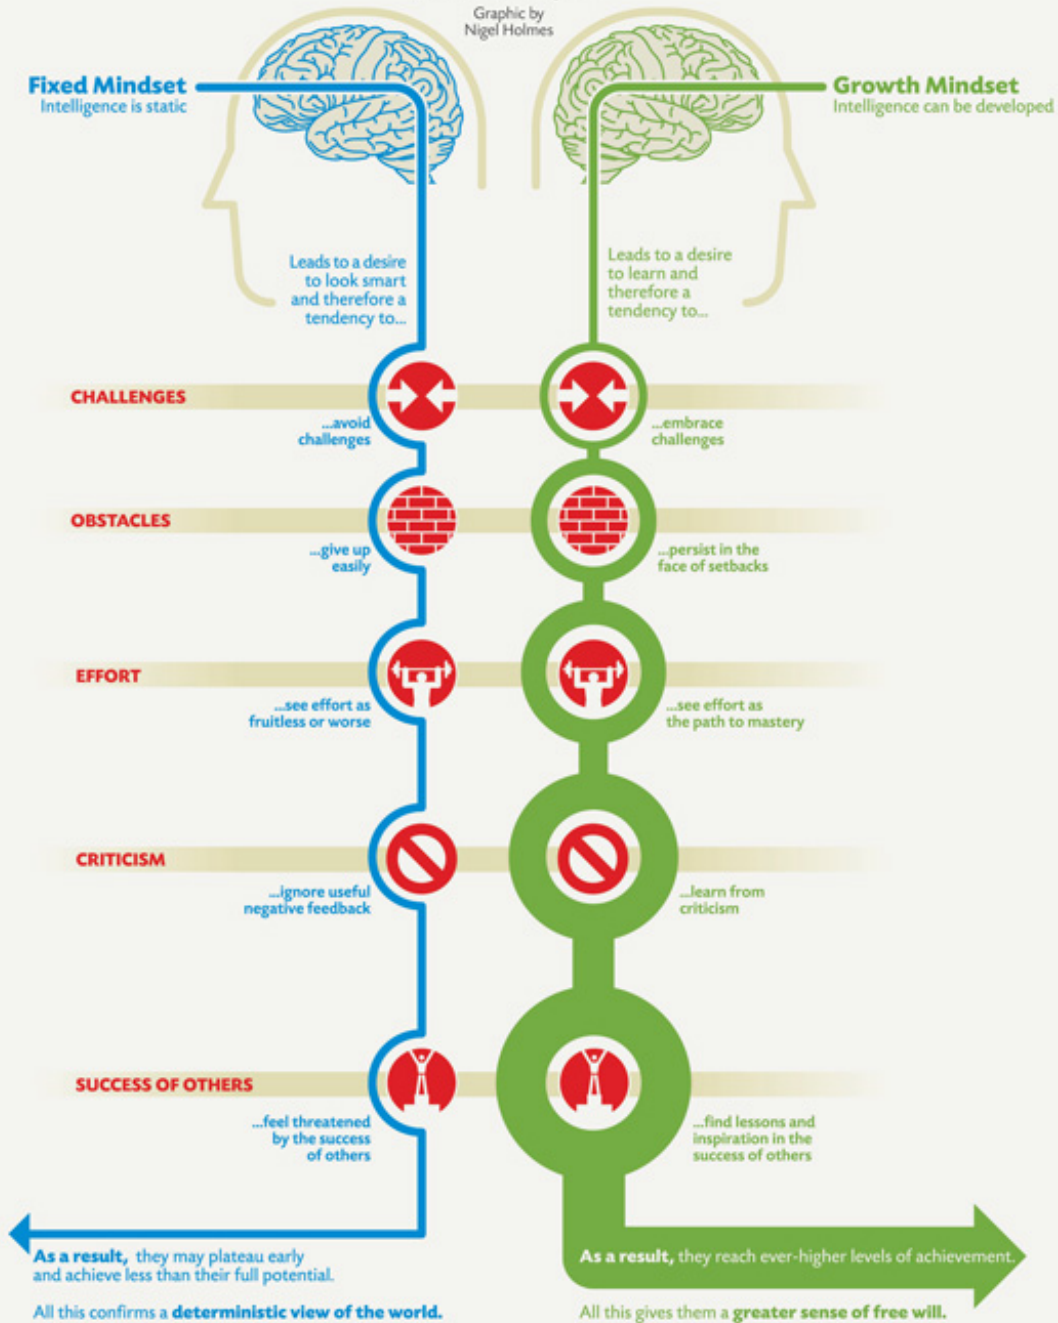 Graphic by
Nigel Holmes
Fixed Mindset
Intelligence is static
Growth Mindset
Intelligence can be developed
Leads to a desire
to look smart
and therefore a
tendency to...
Leads to a desire
to learn and
therefore a
tendency to...
CHALLENGES
...avoid
challenges
...embrace
challenges
OBSTACLES
...give up
easily
...persist in the
face of setbacks
EFFORT
...see effort as
fruitless or worse
...see effort as
the path to mastery
CRITICISM
...ignore useful
negative feedback
...learn from
criticism
SUCCESS OF OTHERS
...feel threatened
by the success
of others
...find lessons and
inspiration in the
success of others
As a result, they may plateau early
and achieve less than their full potential.
As a result, they reach ever-higher levels of achievement.
All this confirms a deterministic view of the world.
All this gives them a greater sense of free will.